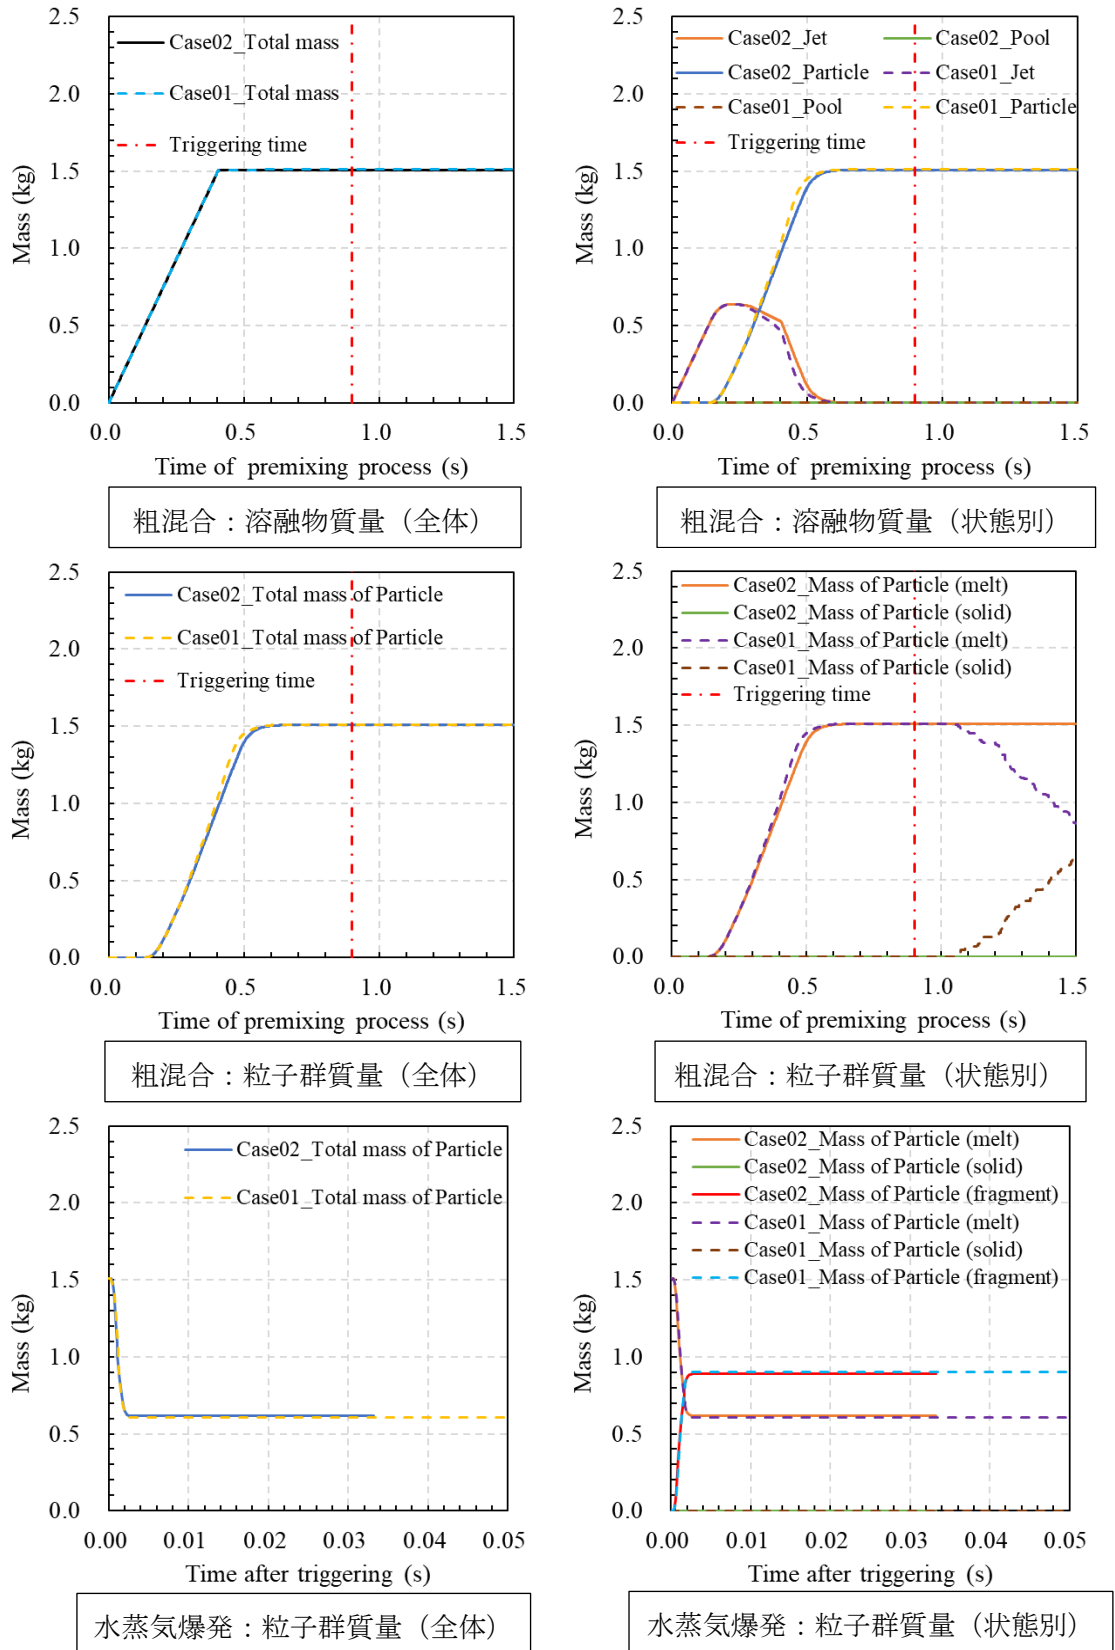 2.5
2.0
1.5
1.0
0.5
0.0
Mass (kg)
Case02_Total mass
Case01_Total mass
Triggering time
0.0 0.5 1.0 1.5
Time of premixing process (s)
粗混合：溶融物質量（全体）
2.5
2.0
1.5
1.0
0.5
0.0
Mass (kg)
Case02_Jet Case02_Pool
Case02_Particle Case01_Jet
Case01_Pool Case01_Particle
Triggering time
0.0 0.5 1.0 1.5
Time of premixing process (s)
粗混合：溶融物質量（状態別）
2.5
2.0
1.5
1.0
0.5
0.0
Mass (kg)
Case02_Total mass of Particle
Case01_Total mass of Particle
Triggering time
0.0 0.5 1.0 1.5
Time of premixing process (s)
粗混合：粒子群質量（全体）
2.5
2.0
1.5
1.0
0.5
0.0
Mass (kg)
Case02_Mass of Particle (melt)
Case02_Mass of Particle (solid)
Case01_Mass of Particle (melt)
Case01_Mass of Particle (solid)
Triggering time
0.0 0.5 1.0 1.5
Time of premixing process (s)
粗混合：粒子群質量（状態別）
2.5
2.0
1.5
1.0
0.5
0.0
Mass (kg)
Case02_Total mass of Particle
Case01_Total mass of Particle
0.00 0.01 0.02 0.03 0.04 0.05
Time after triggering (s)
水蒸気爆発：粒子群質量（全体）
2.5
2.0
1.5
1.0
0.5
0.0
Mass (kg)
Case02_Mass of Particle (melt)
Case02_Mass of Particle (solid)
Case02_Mass of Particle (fragment)
Case01_Mass of Particle (melt)
Case01_Mass of Particle (solid)
Case01_Mass of Particle (fragment)
0.00 0.01 0.02 0.03 0.04 0.05
Time after triggering (s)
水蒸気爆発：粒子群質量（状態別）